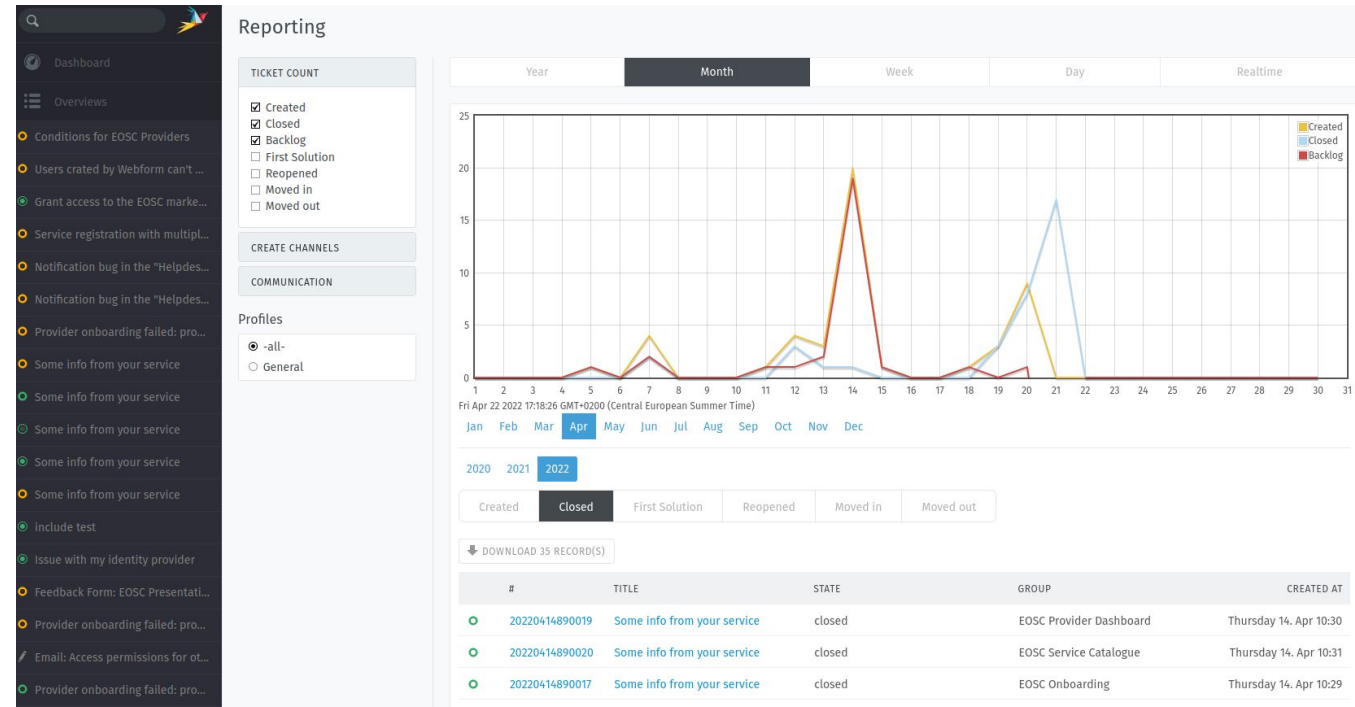 Reporting
Dashboard
Overviews
Conditions for EOSC Providers
Users crated by Webform can't ...
Grant access to the EOSC marke...
Service registration with multipl...
Notification bug in the "Helpdes...
Notification bug in the "Helpdes...
Provider onboarding failed: pro...
Some info from your service
Some info from your service
Some info from your service
Some info from your service
Some info from your service
include test
Issue with my identity provider
Feedback Form: EOSC Presentati...
Provider onboarding failed: pro...
Email: Access permissions for ot...
Provider onboarding failed: pro...
TICKET COUNT
Created
Closed
Backlog
First Solution
Reopened
Moved in
Moved out
CREATE CHANNELS
COMMUNICATION
Profiles
-all-
General
Year Month Week Day Realtime
25
20
15
10
5
0
Created
Closed
Backlog
1 2 3 4 5 6 7 8 9 10 11 12 13 14 15 16 17 18 19 20 21 22 23 24 25 26 27 28 29 30 31
Fri Apr 22 2022 17:18:26 GMT+0200 (Central European Summer Time)
Jan Feb Mar Apr May Jun Jul Aug Sep Oct Nov Dec
2020 2021 2022
Created Closed First Solution Reopened Moved in Moved out
DOWNLOAD 35 RECORD(S)
# TITLE STATE GROUP CREATED AT
20220414890019 Some info from your service closed EOSC Provider Dashboard Thursday 14. Apr 10:30
20220414890020 Some info from your service closed EOSC Service Catalogue Thursday 14. Apr 10:31
20220414890017 Some info from your service closed EOSC Onboarding Thursday 14. Apr 10:29